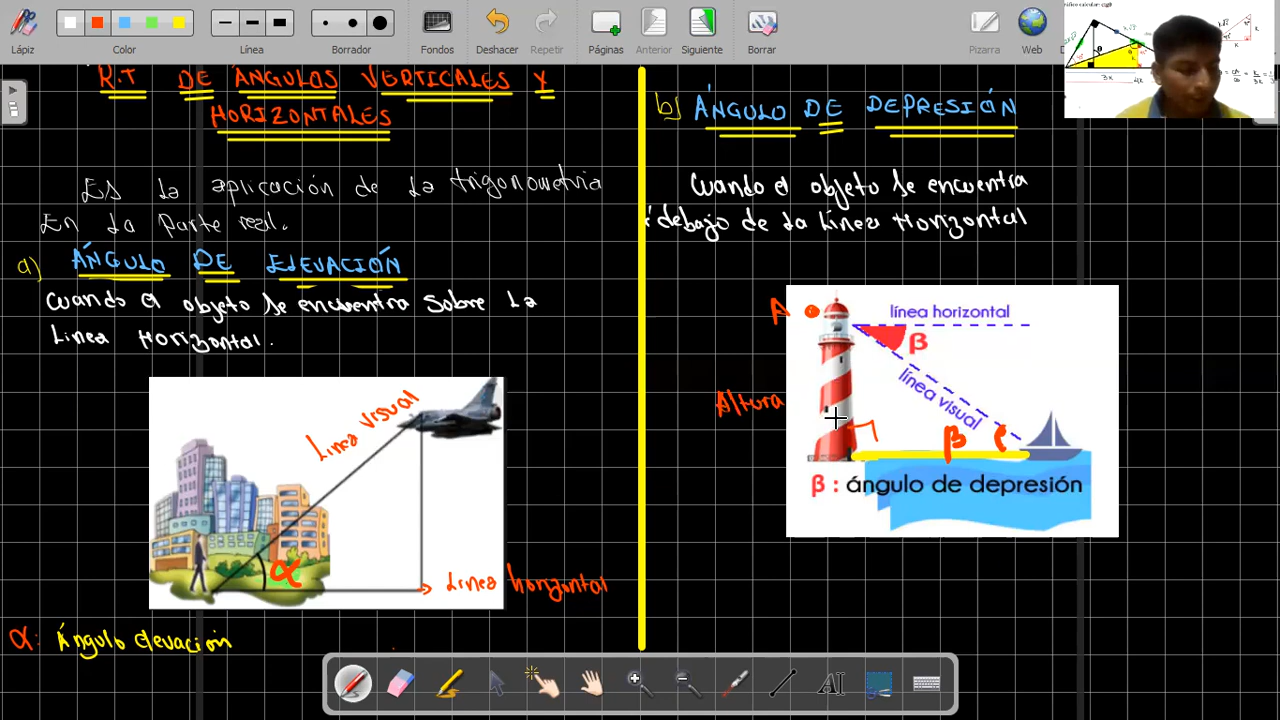 Lápiz
Color
Línea
Borrador
Fondos
Deshacer
Repetir
Páginas
Anterior
Siguiente
Borrar
Pizarra
Web
R.T DE ÁNGULOS VERTICALES Y
HORIZONTALES
Es la aplicación de la trigonometria
En la parte real.
a) ÁNGULO DE ELEVACIÓN
Cuando el objeto se encuentra sobre la
Línea Horizontal.
Linea visual
α
Linea horizontal
α: Ángulo elevación
b) ÁNGULO DE DEPRESIÓN
Cuando el objeto se encuentra
debajo de la línea Horizontal
A
línea horizontal
β
línea visual
Altura
β
β : ángulo de depresión